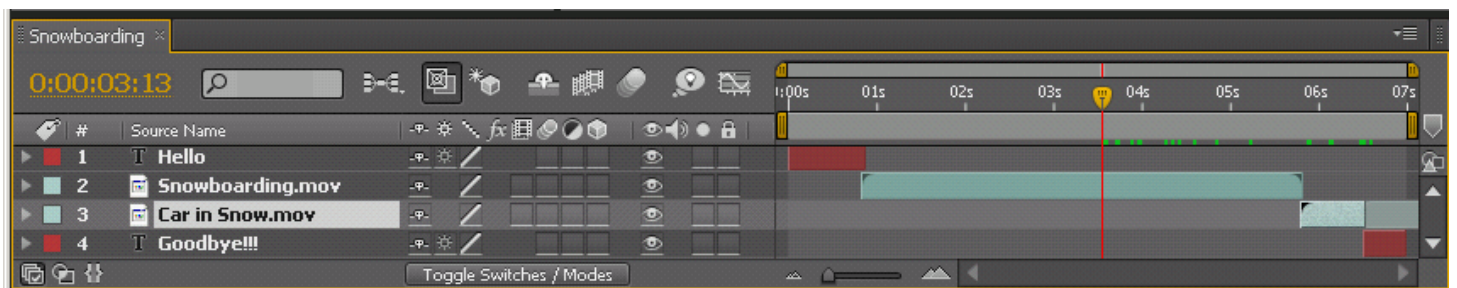 Snowboarding ×
0:00:03:13
:00s 01s 02s 03s 04s 05s 06s 07s
# Source Name fx
1 T Hello
2 Snowboarding.mov
3 Car in Snow.mov
4 T Goodbye!!!
Toggle Switches / Modes